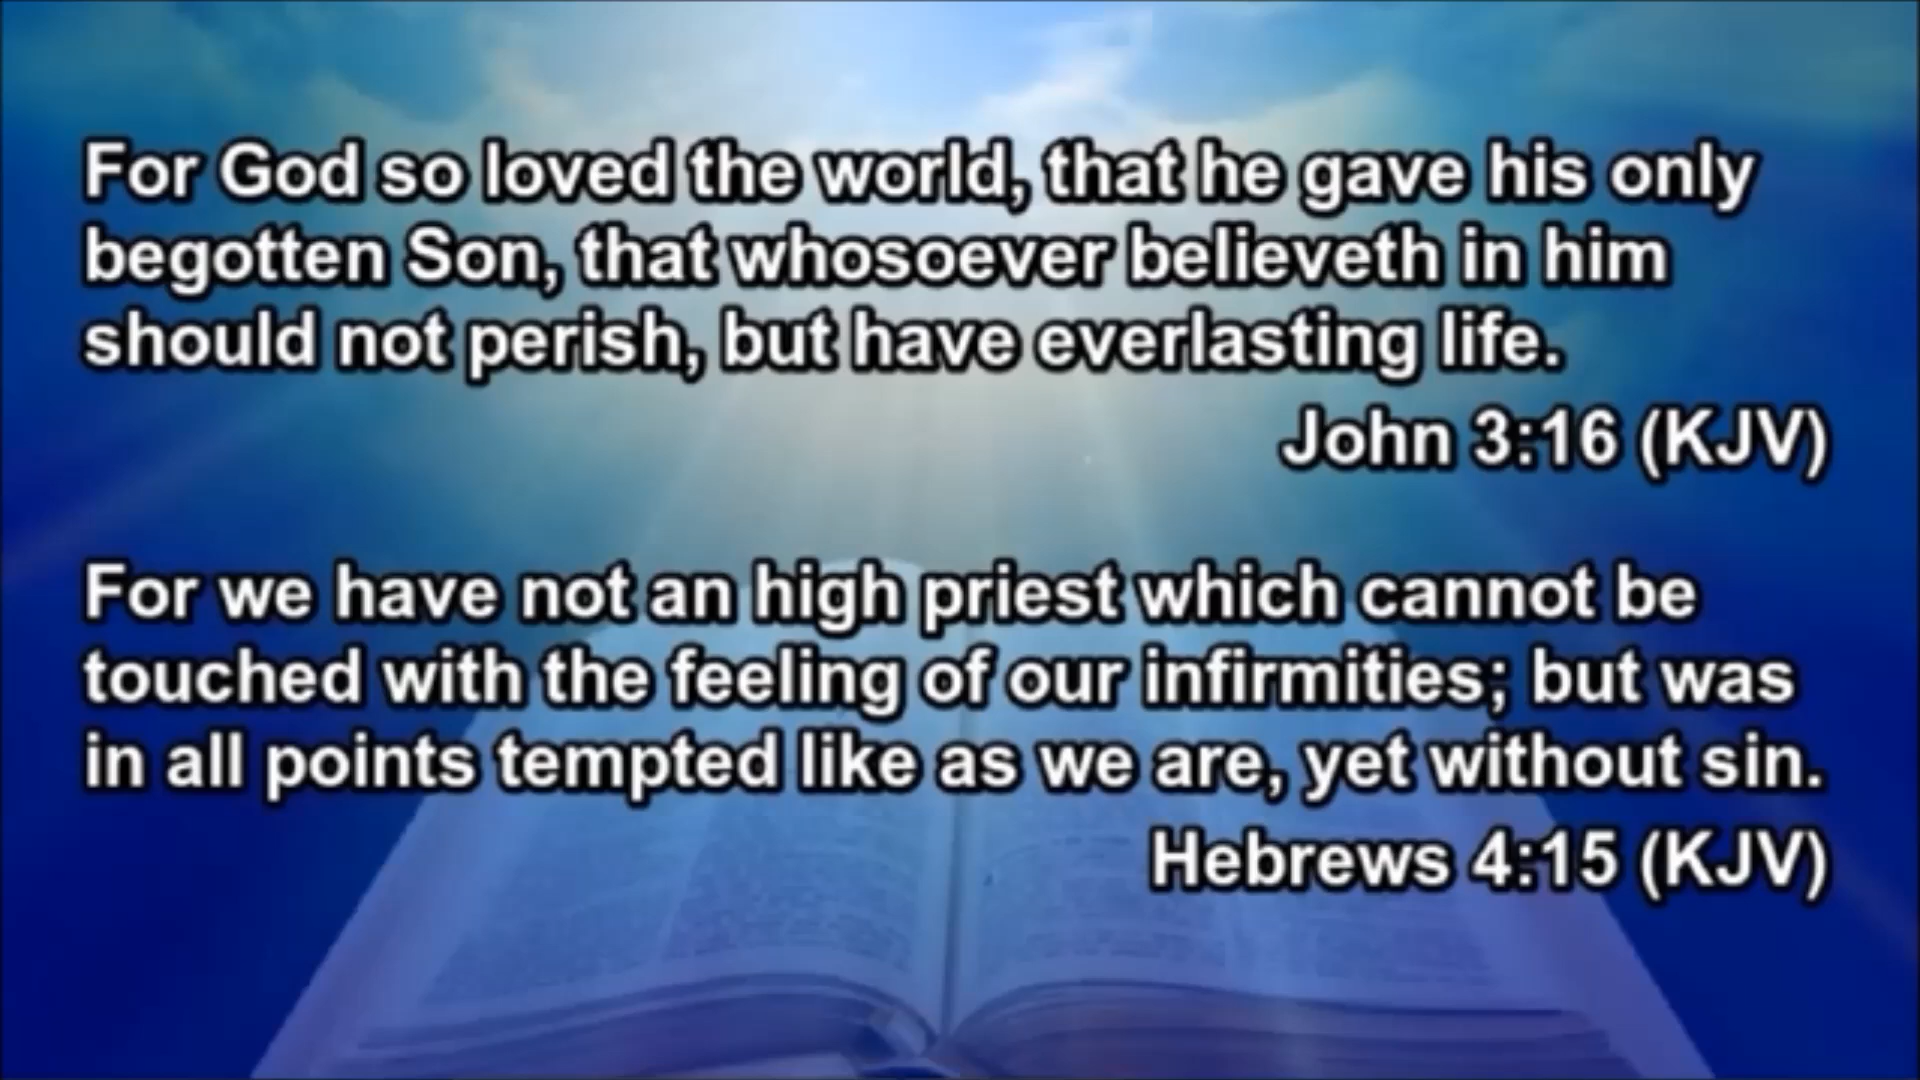 For God so loved the world, that he gave his only
begotten Son, that whosoever believeth in him
should not perish, but have everlasting life.
John 3:16 (KJV)
For we have not an high priest which cannot be
touched with the feeling of our infirmities; but was
in all points tempted like as we are, yet without sin.
Hebrews 4:15 (KJV)